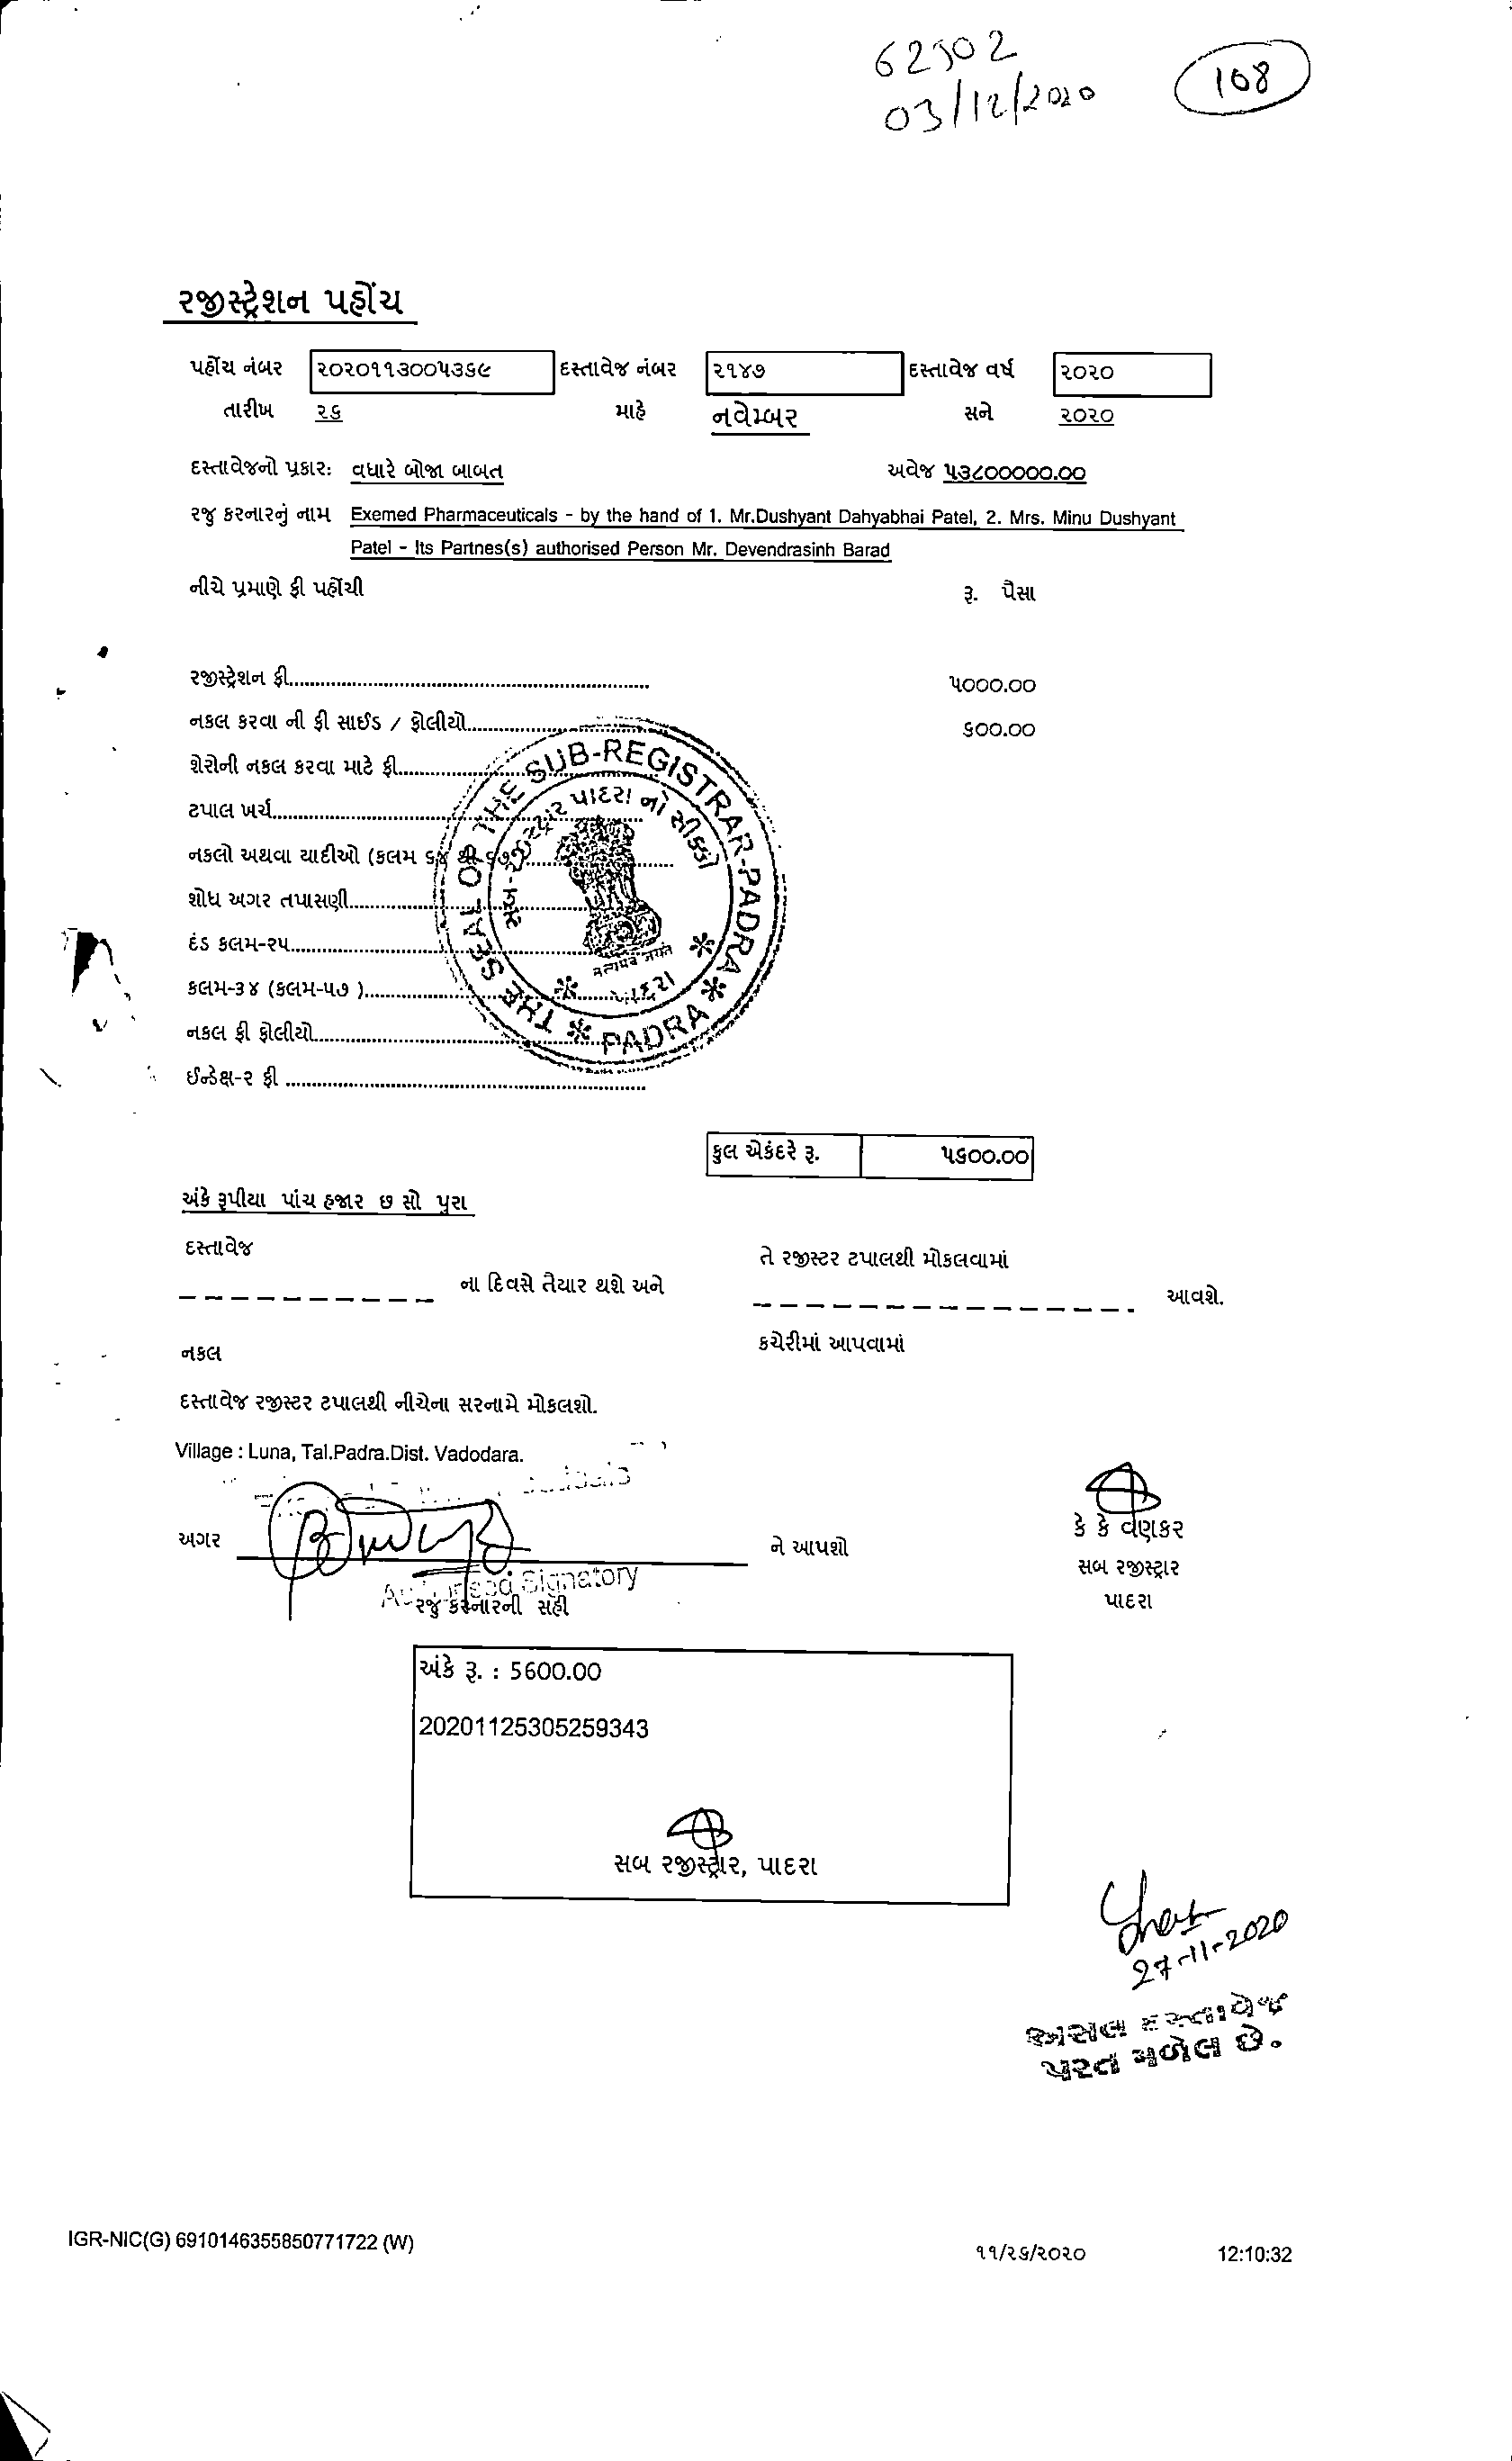 62502
03/12/2020
108
રજીસ્ટ્રેશન પહોંચ
પહોંચ નંબર ૨૦૨૦૧૧૩૦૦૫૩૬૯ દસ્તાવેજ નંબર ૨૧૪૭ દસ્તાવેજ વર્ષ ૨૦૨૦
તારીખ ૨૬ માહે નવેમ્બર સને ૨૦૨૦
દસ્તાવેજનો પ્રકાર: વધારે બોજા બાબત અવેજ ૫૩૮૦૦૦૦૦.૦૦
રજુ કરનારનું નામ Exemed Pharmaceuticals - by the hand of 1. Mr.Dushyant Dahyabhai Patel, 2. Mrs. Minu Dushyant
Patel - Its Partnes(s) authorised Person Mr. Devendrasinh Barad
નીચે પ્રમાણે ફી પહોંચી રૂ. પૈસા
રજીસ્ટ્રેશન ફી ૫૦૦૦.૦૦
નકલ કરવા ની ફી સાઈડ / ફોલીયો ૬૦૦.૦૦
શેરોની નકલ કરવા માટે ફી
ટપાલ ખર્ચ
નકલો અથવા યાદીઓ (કલમ ૬૪ થી ૬૭)
શોધ અગર તપાસણી
દંડ કલમ-૨૫
કલમ-૩૪ (કલમ-૫૭ )
નકલ ફી ફોલીયો
ઈન્ડેક્ષ-૨ ફી
THE SEAL OF THE SUB-REGISTRAR-PADRA * PADRA *
સબ-રજીસ્ટ્રાર પાદરા નો સીક્કો
सत्यमेव जयते
પાદરા
કુલ એકંદરે રૂ. ૫૬૦૦.૦૦
અંકે રૂપીયા પાંચ હજાર છ સો પુરા
દસ્તાવેજ
ના દિવસે તૈયાર થશે અને
તે રજીસ્ટર ટપાલથી મોકલવામાં
આવશે.
નકલ
કચેરીમાં આપવામાં
દસ્તાવેજ રજીસ્ટર ટપાલથી નીચેના સરનામે મોકલશો.
Village : Luna, Tal.Padra.Dist. Vadodara.
અગર ને આપશો
Authorised Signatory
રજુ કરનારની સહી
કે કે વણકર
સબ રજીસ્ટ્રાર
પાદરા
અંકે રૂ. : 5600.00
20201125305259343
સબ રજીસ્ટ્રાર, પાદરા
27-11-2020
અસલ દસ્તાવેજ
પરત મળેલ છે.
IGR-NIC(G) 6910146355850771722 (W) ૧૧/૨૬/૨૦૨૦ 12:10:32